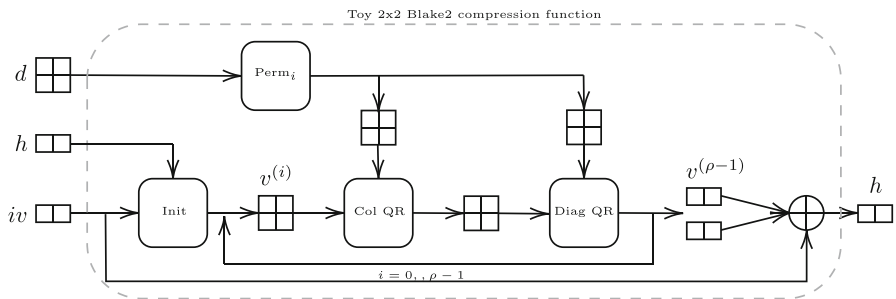 Toy 2x2 Blake2 compression function
d
Perm_i
h
v^{(i)}
v^{(ρ−1)}
h
iv
Init
Col QR
Diag QR
i = 0, , ρ − 1